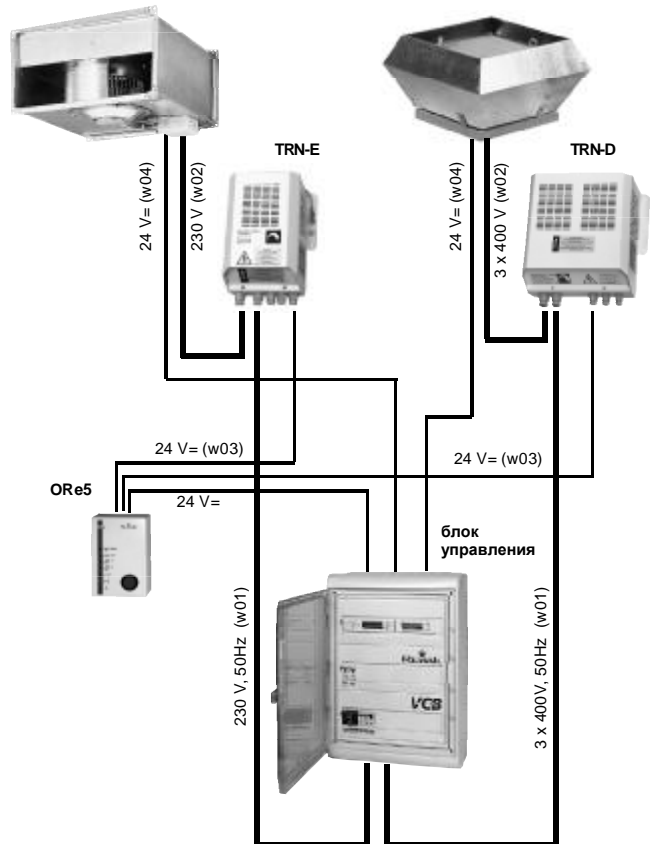 TRN-E
TRN-D
24 V= (w04)
230 V (w02)
24 V= (w04)
3 x 400 V (w02)
24 V= (w03)
24 V= (w03)
ORe5
24 V=
блок
управления
230 V, 50Hz (w01)
3 x 400V, 50Hz (w01)
VCB